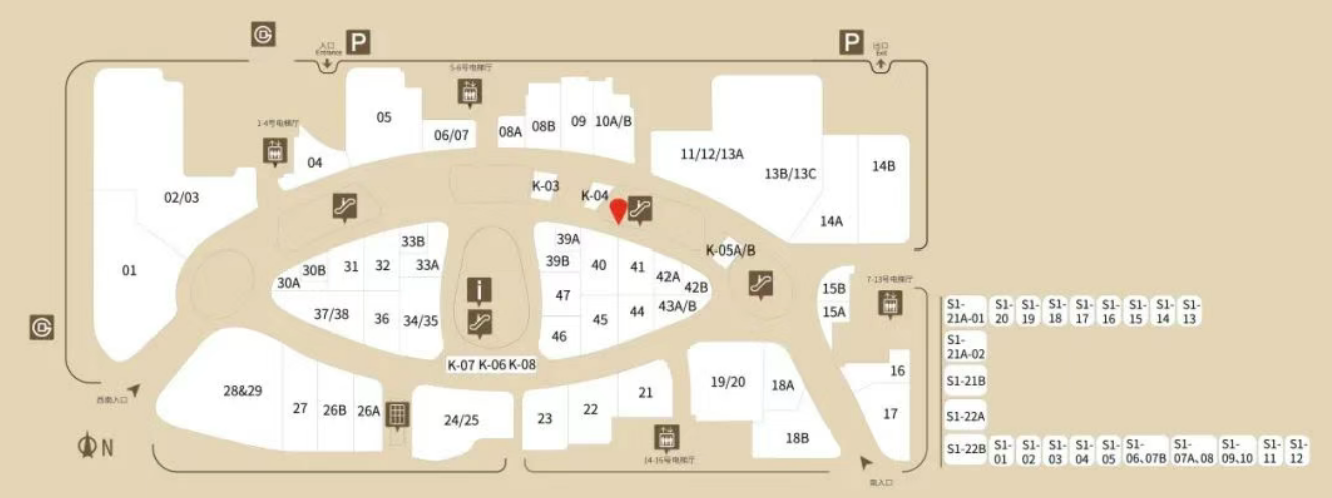 入口
Entrance
P
P
出口
Exit
5-6号电梯厅
1-4号电梯厅
05
06/07
08A
08B
09
10A/B
04
11/12/13A
13B/13C
14B
02/03
K-03
K-04
14A
33B
39A
K-05A/B
01
30B
31
32
33A
39B
40
41
42A
30A
42B
i
15B
7-13号电梯厅
37/38
36
34/35
47
46
45
44
43A/B
15A
S1-
21A-01
S1-
20
S1-
19
S1-
18
S1-
17
S1-
16
S1-
15
S1-
14
S1-
13
S1-
21A-02
K-07 K-06 K-08
S1-21B
16
28&29
27
26B
26A
24/25
23
22
21
19/20
18A
17
S1-22A
西南入口
N
18B
14-16号电梯厅
南入口
S1-22B
S1-
01
S1-
02
S1-
03
S1-
04
S1-
05
S1-
06、07B
S1-
07A、08
S1-
09、10
S1-
11
S1-
12